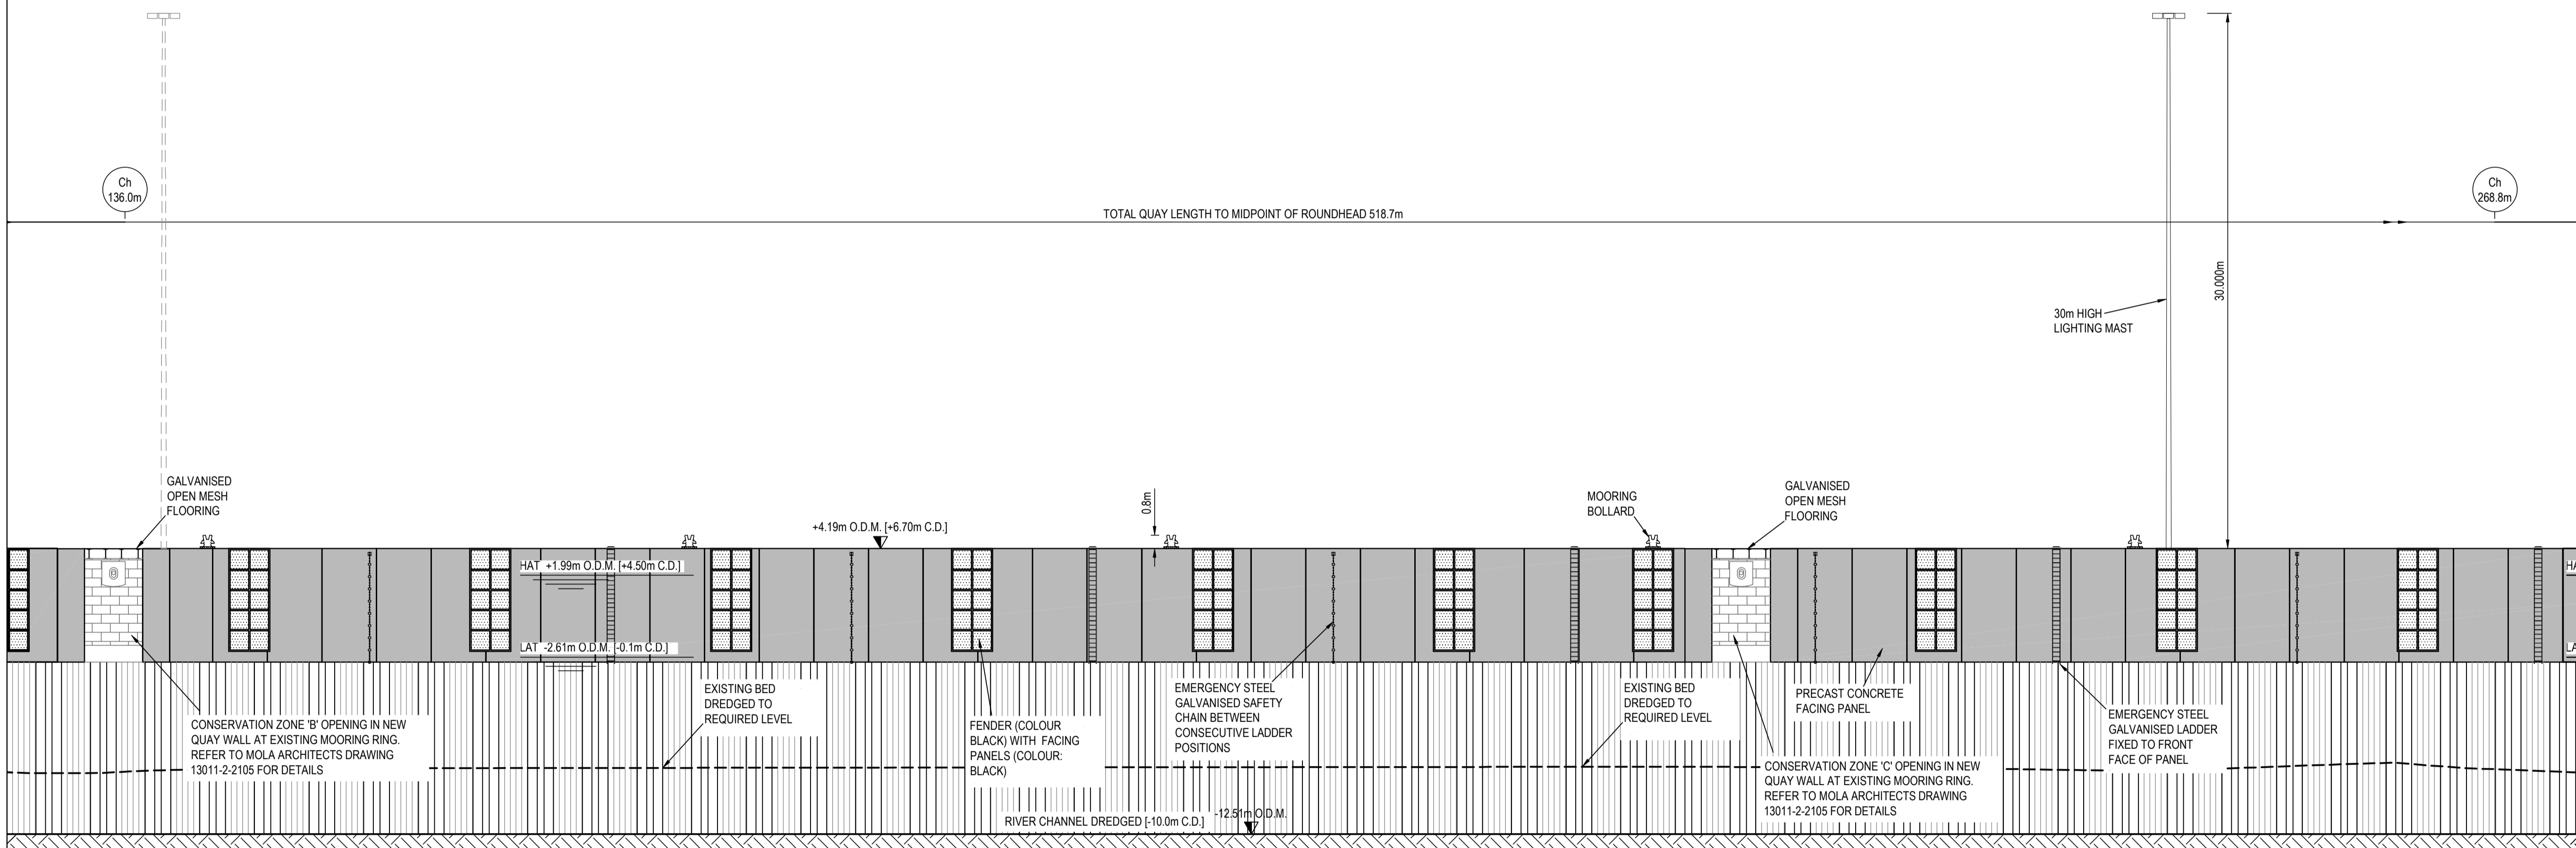 Ch
136.0m
Ch
268.8m
TOTAL QUAY LENGTH TO MIDPOINT OF ROUNDHEAD 518.7m
30.000m
30m HIGH
LIGHTING MAST
GALVANISED
OPEN MESH
FLOORING
+4.19m O.D.M. [+6.70m C.D.]
0.8m
MOORING
BOLLARD
GALVANISED
OPEN MESH
FLOORING
HAT +1.99m O.D.M. [+4.50m C.D.]
HA
LAT -2.61m O.D.M. [-0.1m C.D.]
LA
CONSERVATION ZONE 'B' OPENING IN NEW
QUAY WALL AT EXISTING MOORING RING.
REFER TO MOLA ARCHITECTS DRAWING
13011-2-2105 FOR DETAILS
EXISTING BED
DREDGED TO
REQUIRED LEVEL
FENDER (COLOUR
BLACK) WITH FACING
PANELS (COLOUR:
BLACK)
EMERGENCY STEEL
GALVANISED SAFETY
CHAIN BETWEEN
CONSECUTIVE LADDER
POSITIONS
EXISTING BED
DREDGED TO
REQUIRED LEVEL
PRECAST CONCRETE
FACING PANEL
CONSERVATION ZONE 'C' OPENING IN NEW
QUAY WALL AT EXISTING MOORING RING.
REFER TO MOLA ARCHITECTS DRAWING
13011-2-2105 FOR DETAILS
EMERGENCY STEEL
GALVANISED LADDER
FIXED TO FRONT
FACE OF PANEL
RIVER CHANNEL DREDGED [-10.0m C.D.]
-12.51m O.D.M.